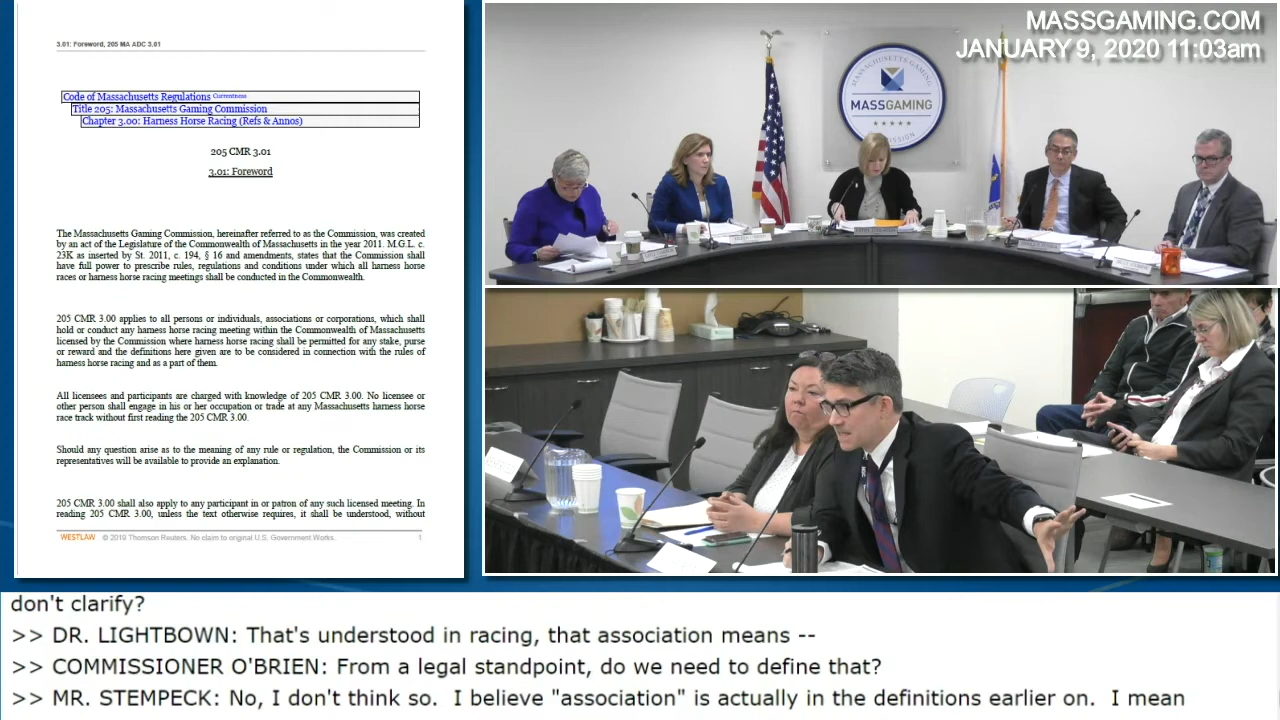 3.01: Foreword, 205 MA ADC 3.01
Code of Massachusetts Regulations Currentness
Title 205: Massachusetts Gaming Commission
Chapter 3.00: Harness Horse Racing (Refs & Annos)
205 CMR 3.01
3.01: Foreword
The Massachusetts Gaming Commission, hereinafter referred to as the Commission, was created
by an act of the Legislature of the Commonwealth of Massachusetts in the year 2011. M.G.L. c.
23K as inserted by St. 2011, c. 194, § 16 and amendments, states that the Commission shall
have full power to prescribe rules, regulations and conditions under which all harness horse
races or harness horse racing meetings shall be conducted in the Commonwealth.
205 CMR 3.00 applies to all persons or individuals, associations or corporations, which shall
hold or conduct any harness horse racing meeting within the Commonwealth of Massachusetts
licensed by the Commission where harness horse racing shall be permitted for any stake, purse
or reward and the definitions here given are to be considered in connection with the rules of
harness horse racing and as a part of them.
All licensees and participants are charged with knowledge of 205 CMR 3.00. No licensee or
other person shall engage in his or her occupation or trade at any Massachusetts harness horse
race track without first reading the 205 CMR 3.00.
Should any question arise as to the meaning of any rule or regulation, the Commission or its
representatives will be available to provide an explanation.
205 CMR 3.00 shall also apply to any participant in or patron of any such licensed meeting. In
reading 205 CMR 3.00, unless the text otherwise requires, it shall be understood, without
WESTLAW © 2019 Thomson Reuters. No claim to original U.S. Government Works. 1
MASSGAMING.COM
JANUARY 9, 2020 11:03am
MASSACHUSETTS GAMING
MASSGAMING
COMMISSION
don't clarify?
>> DR. LIGHTBOWN: That's understood in racing, that association means --
>> COMMISSIONER O'BRIEN: From a legal standpoint, do we need to define that?
>> MR. STEMPECK: No, I don't think so.  I believe "association" is actually in the definitions earlier on.  I mean